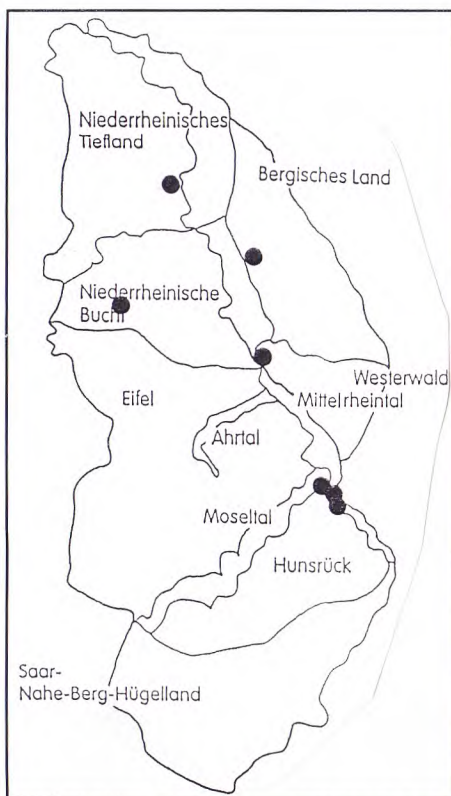 Niederrheinisches
Tiefland
Bergisches Land
Niederrheinische
Bucht
Westerwald
Mittelrheintal
Eifel
Ahrtal
Moseltal
Hunsrück
Saar-
Nahe-Berg-Hügelland